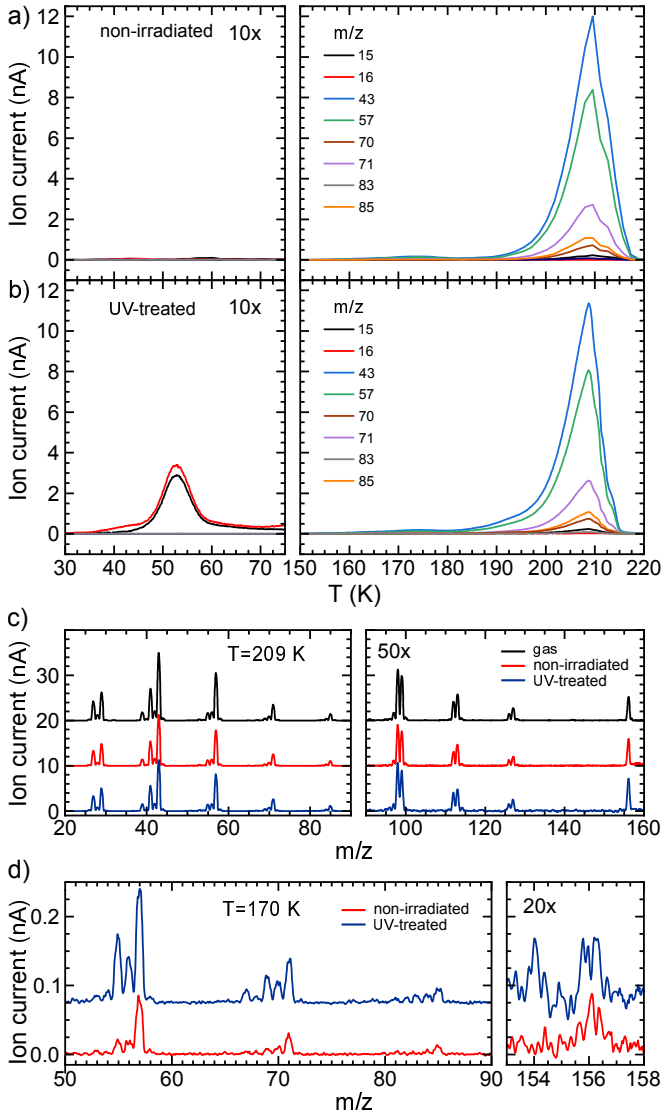 a)
12
10
8
6
4
2
0
Ion current (nA)
non-irradiated 10x
m/z
15
16
43
57
70
71
83
85
b)
12
10
8
6
4
2
0
Ion current (nA)
UV-treated 10x
m/z
15
16
43
57
70
71
83
85
30 40 50 60 70
150 160 170 180 190 200 210 220
T (K)
c)
30
20
10
0
Ion current (nA)
T=209 K
50x
gas
non-irradiated
UV-treated
20 40 60 80
100 120 140 160
m/z m/z
d)
0.2
0.1
0.0
Ion current (nA)
T=170 K
non-irradiated
UV-treated
20x
50 60 70 80 90
154 156 158
m/z m/z